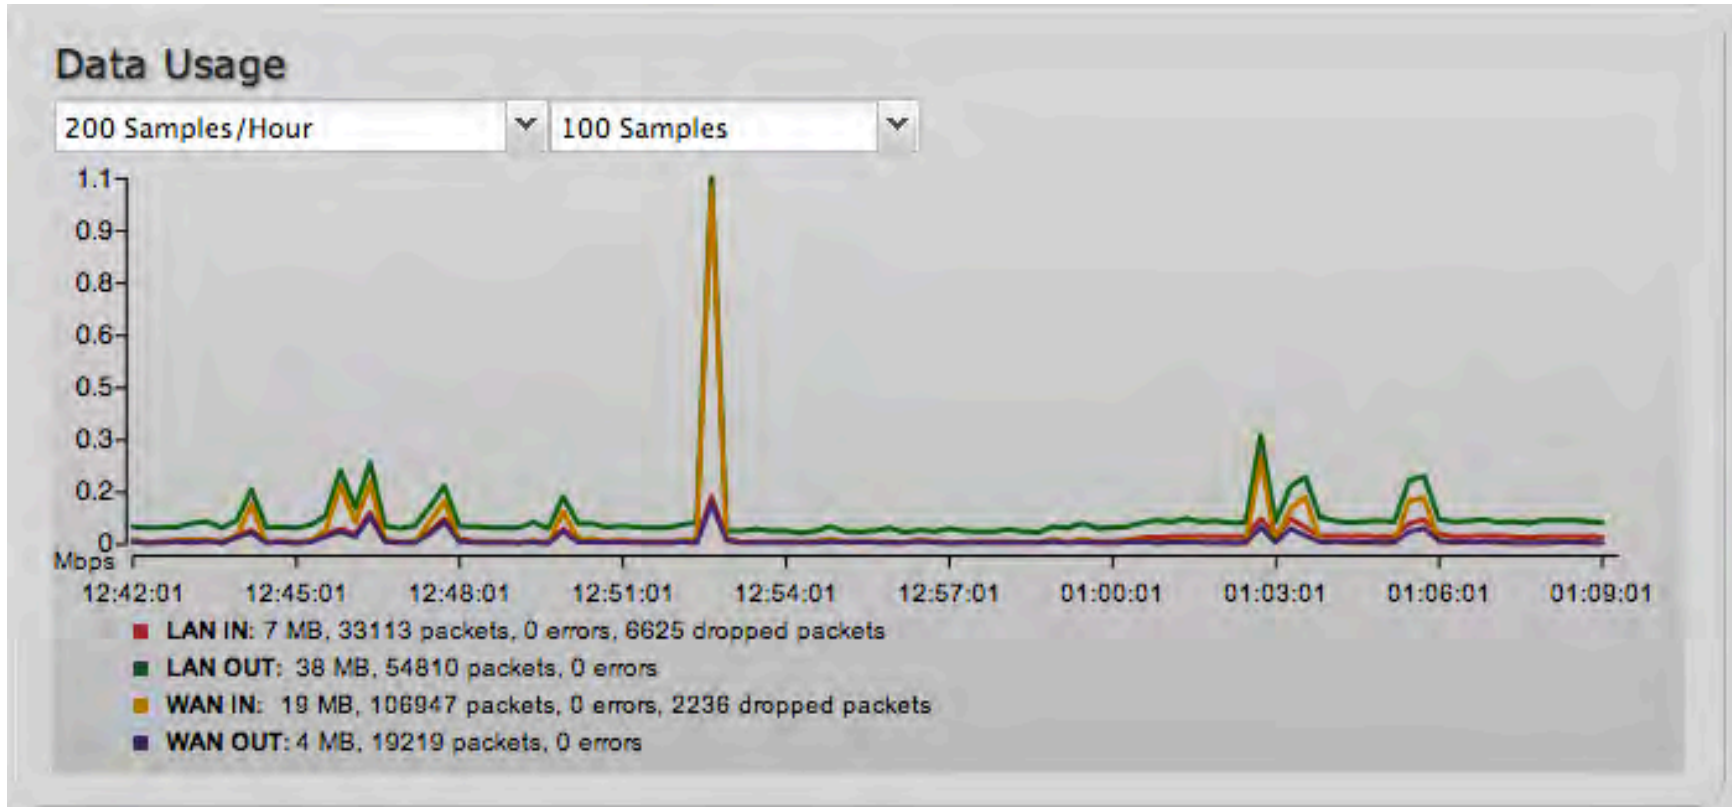 Data Usage
200 Samples/Hour 100 Samples
1.1
0.9
0.8
0.6
0.5
0.3
0.2
0
Mbps
12:42:01 12:45:01 12:48:01 12:51:01 12:54:01 12:57:01 01:00:01 01:03:01 01:06:01 01:09:01
LAN IN: 7 MB, 33113 packets, 0 errors, 6625 dropped packets
LAN OUT: 38 MB, 54810 packets, 0 errors
WAN IN: 19 MB, 106947 packets, 0 errors, 2236 dropped packets
WAN OUT: 4 MB, 19219 packets, 0 errors